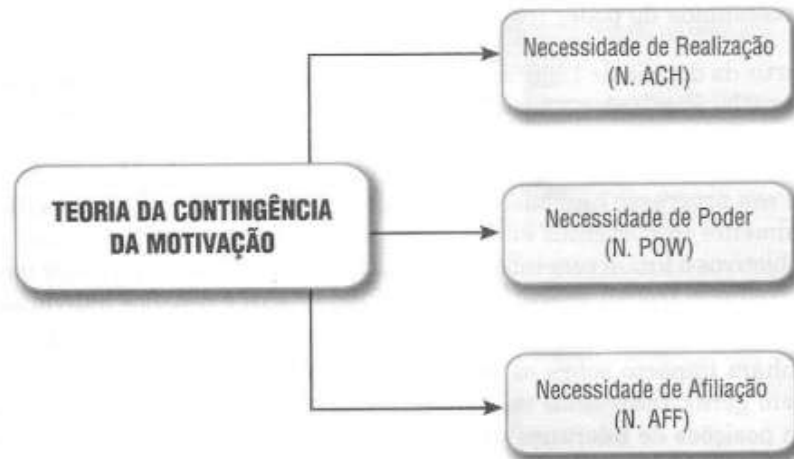 Necessidade de Realização
(N. ACH)
TEORIA DA CONTINGÊNCIA
DA MOTIVAÇÃO
Necessidade de Poder
(N. POW)
Necessidade de Afiliação
(N. AFF)